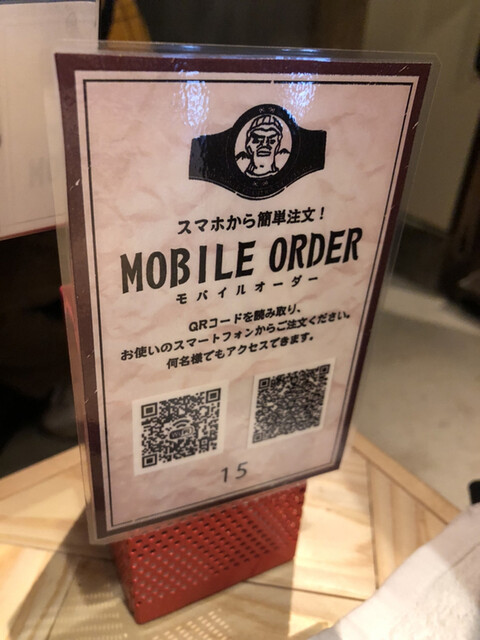 スマホから簡単注文！
MOBILE ORDER
モバイルオーダー
QRコードを読み取り、
お使いのスマートフォンからご注文ください。
何名様でもアクセスできます。
15